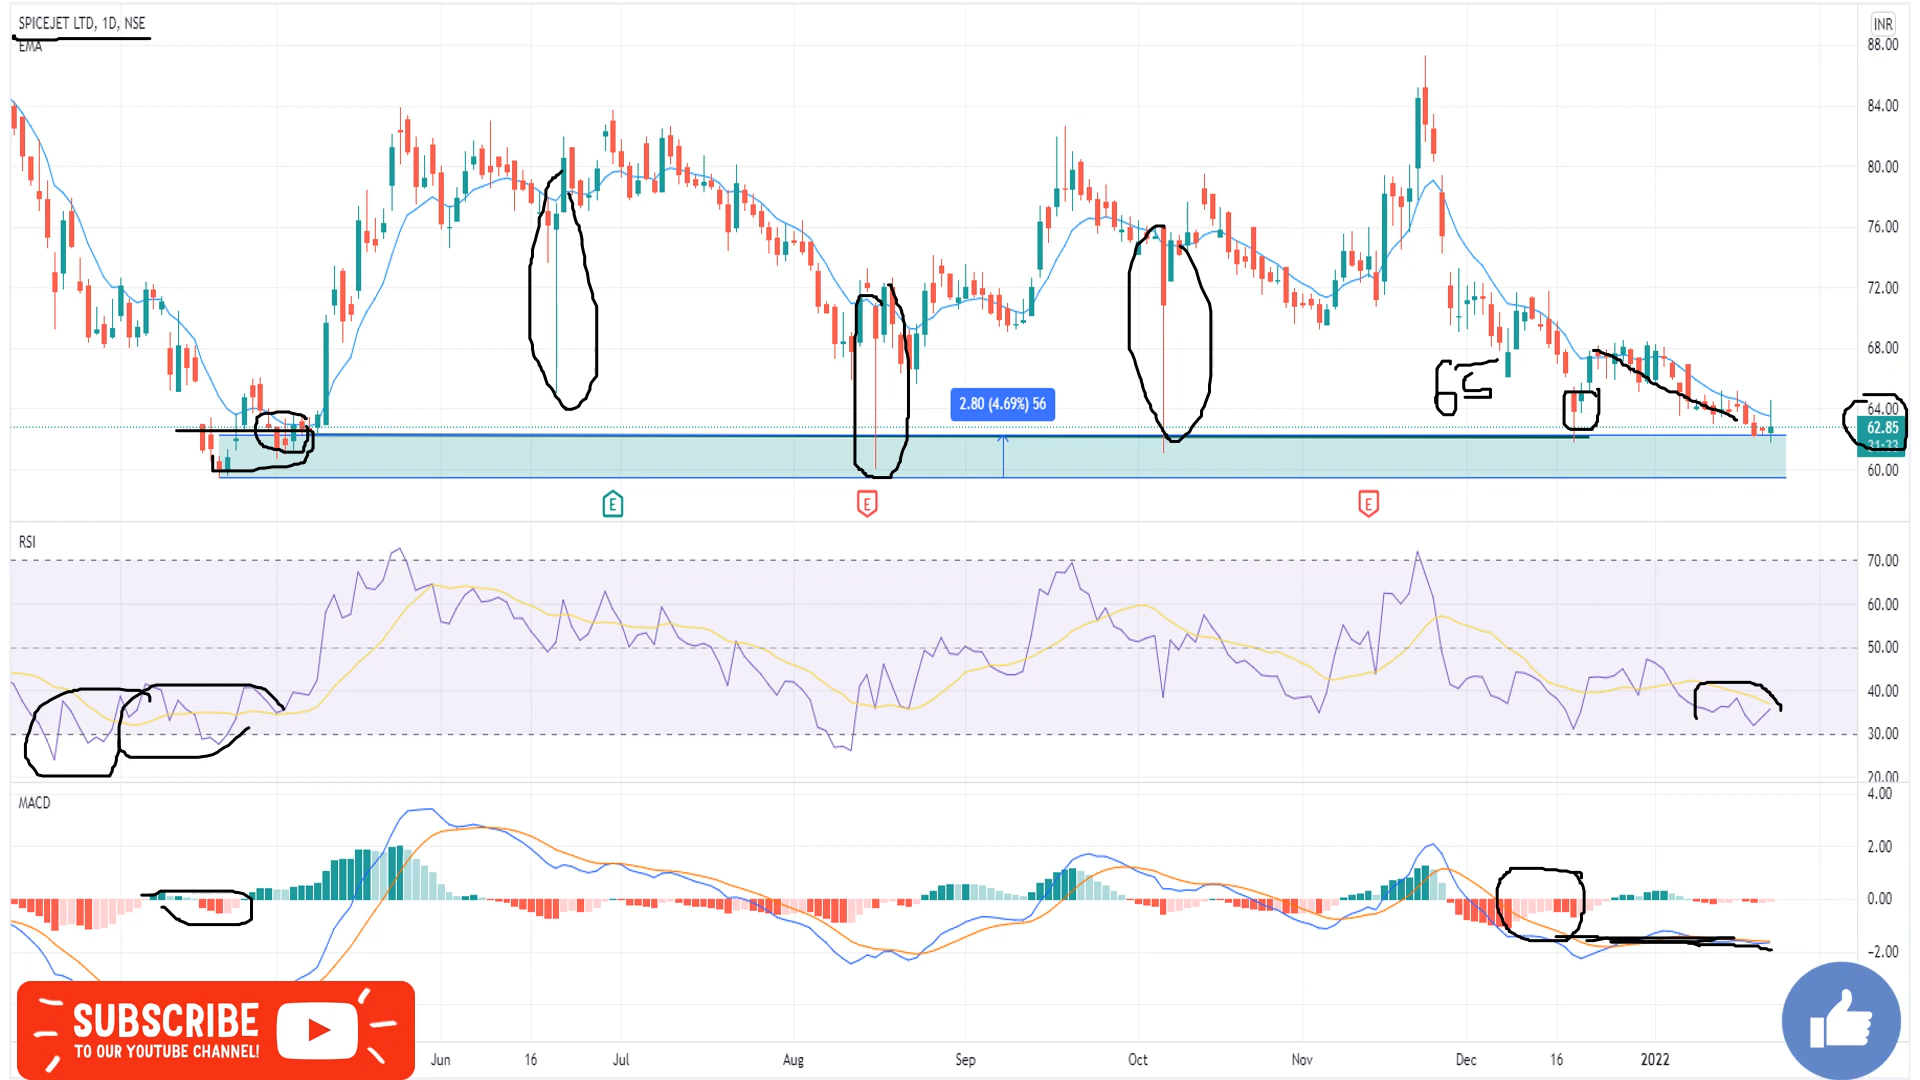 SPICEJET LTD, 1D, NSE
EMA
INR
88.00
84.00
80.00
76.00
72.00
68.00
64.00
62.85
60.00
65
2.80 (4.69%) 56
E
E
E
RSI
70.00
60.00
50.00
40.00
30.00
20.00
MACD
4.00
2.00
0.00
−2.00
SUBSCRIBE
TO OUR YOUTUBE CHANNEL!
Jun 16 Jul Aug Sep Oct Nov Dec 16 2022